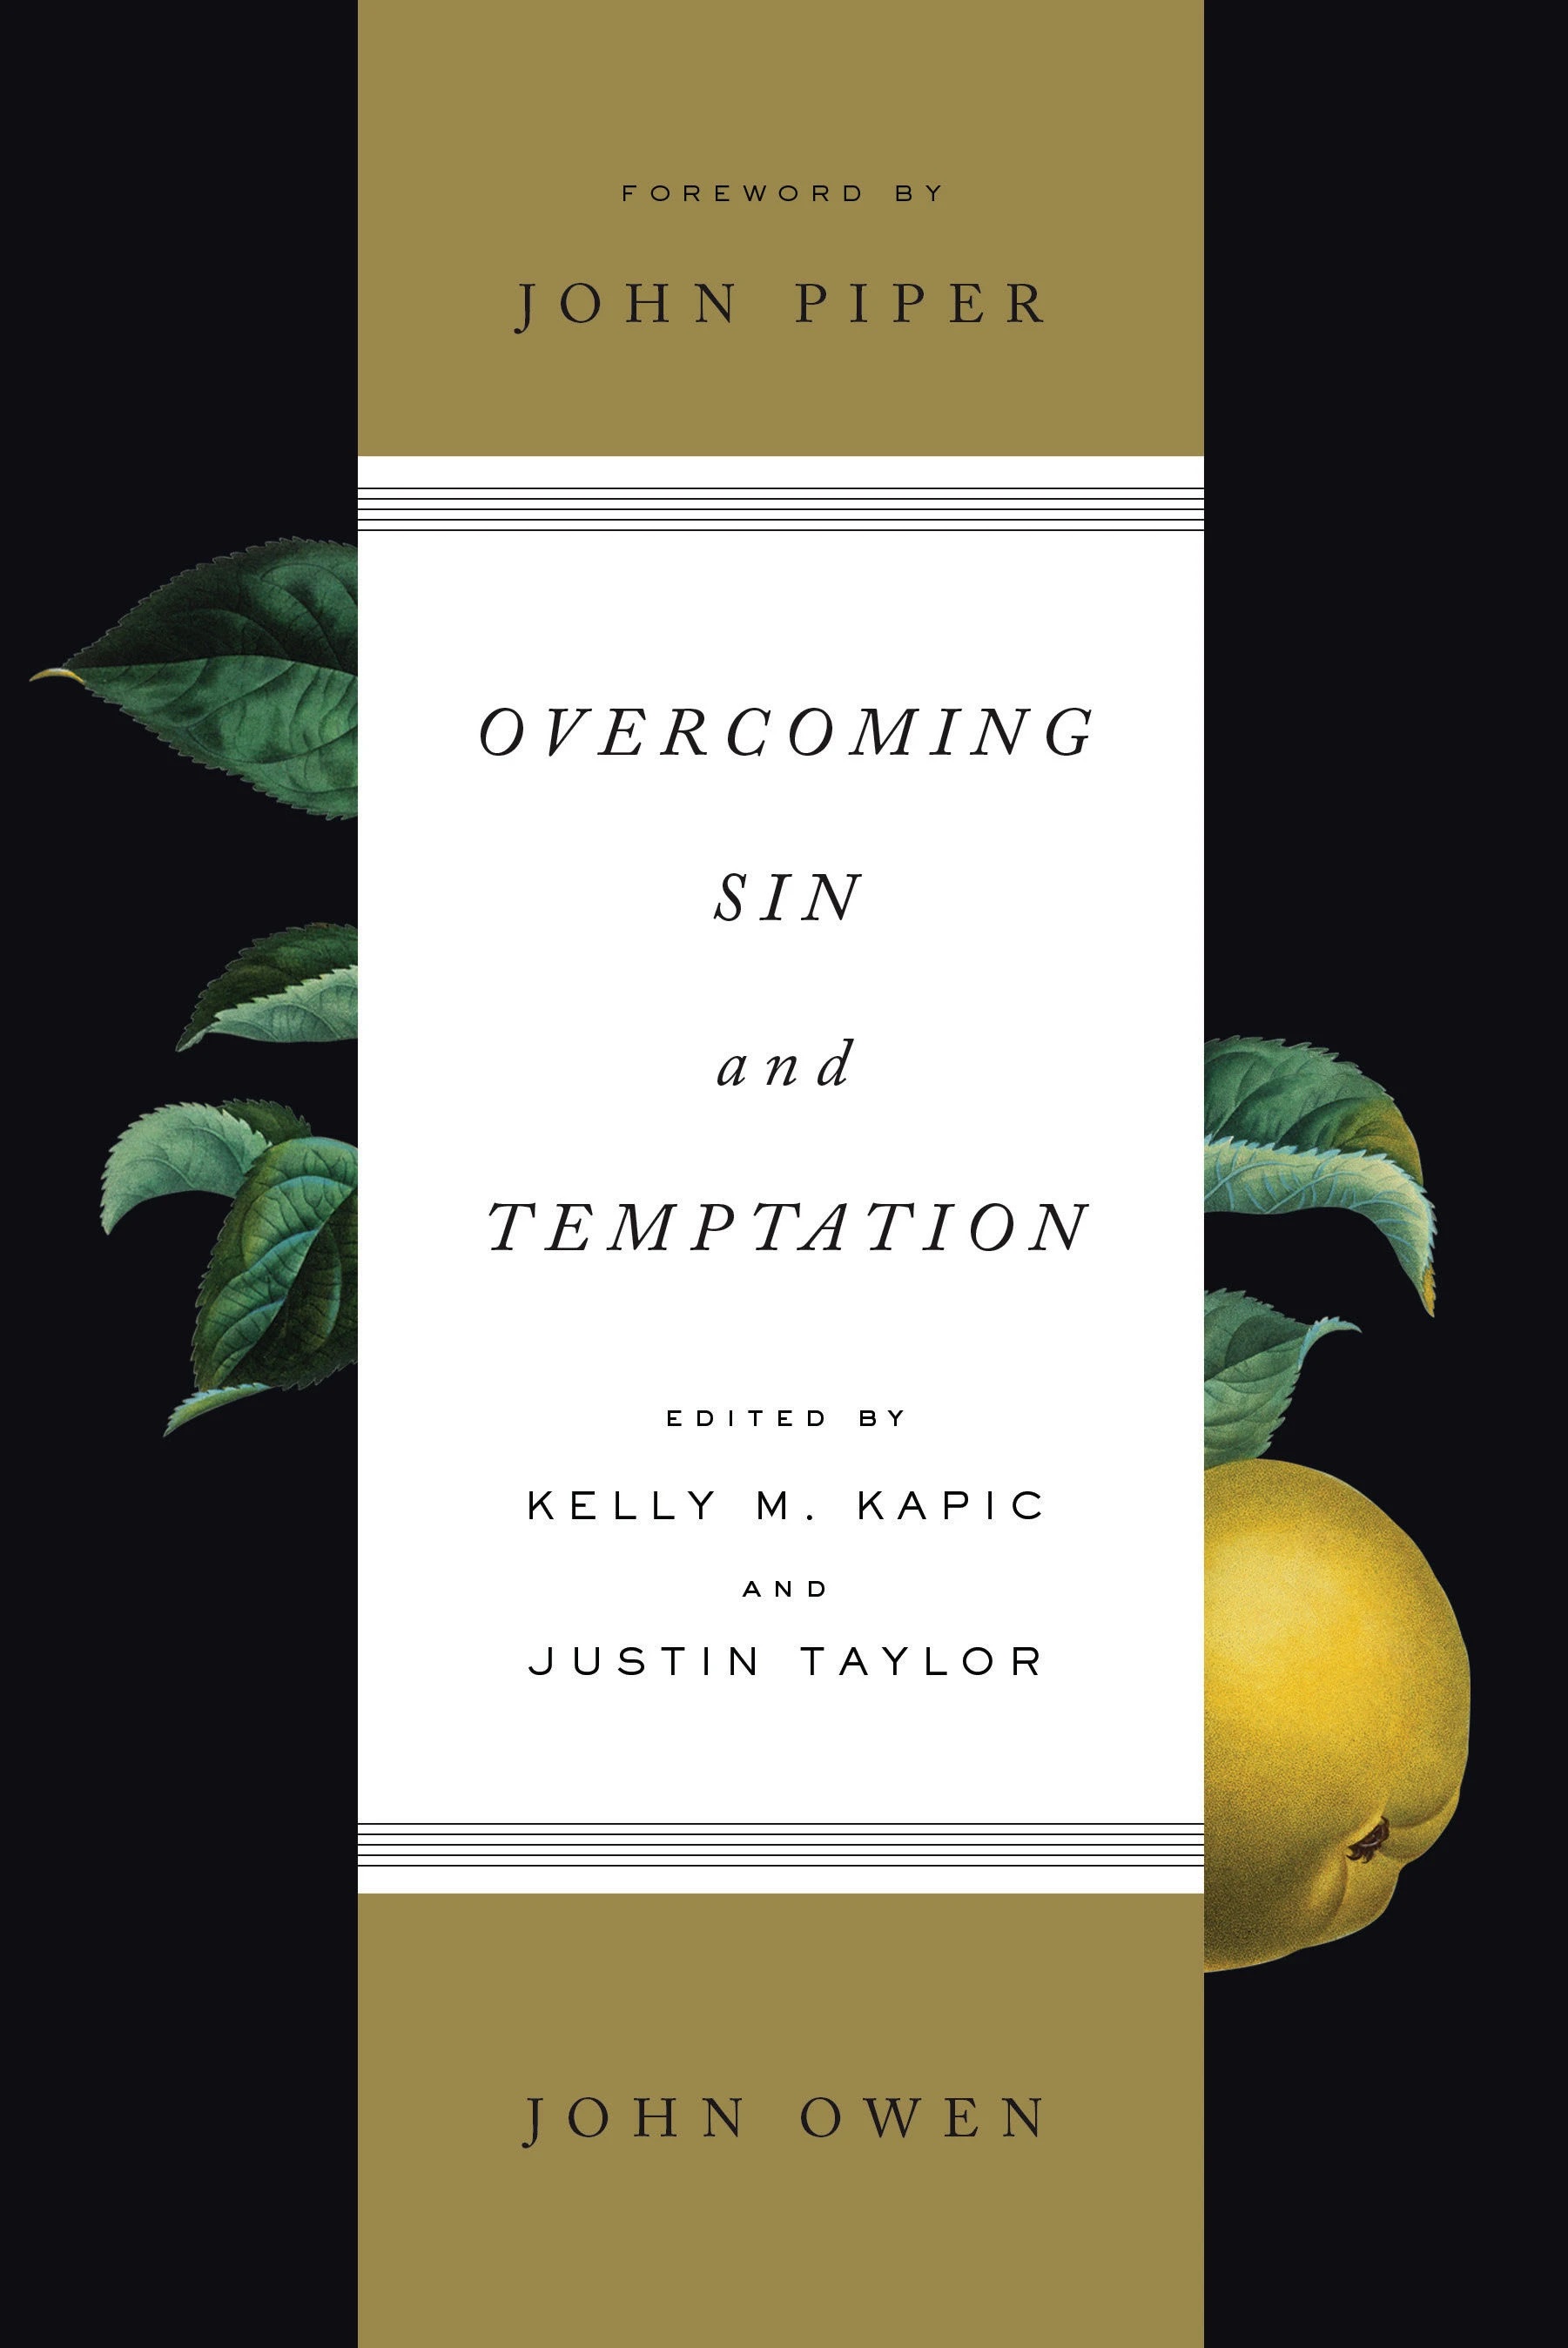 FOREWORD BY
JOHN PIPER
OVERCOMING
SIN
and
TEMPTATION
EDITED BY
KELLY M. KAPIC
AND
JUSTIN TAYLOR
JOHN OWEN